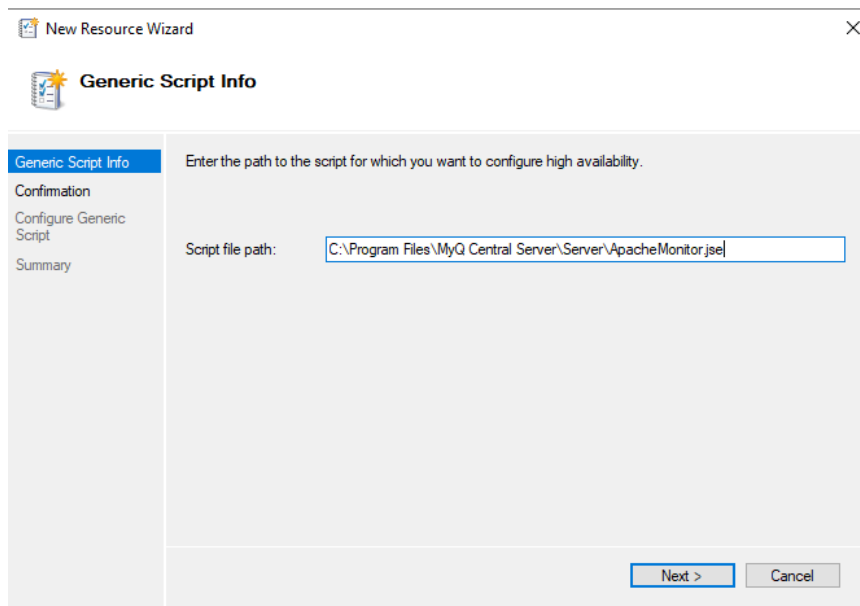 New Resource Wizard
Generic Script Info
Generic Script Info
Confirmation
Configure Generic
Script
Summary
Enter the path to the script for which you want to configure high availability.
Script file path:
C:\Program Files\MyQ Central Server\Server\ApacheMonitor.jse
Next >
Cancel